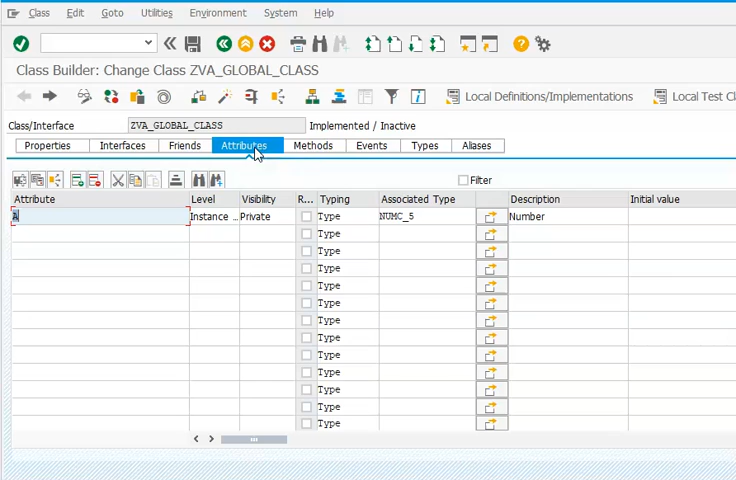 Class Edit Goto Utilities Environment System Help
Class Builder: Change Class ZVA_GLOBAL_CLASS
Local Definitions/Implementations Local Test C
Class/Interface ZVA_GLOBAL_CLASS Implemented / Inactive
Properties Interfaces Friends Attributes Methods Events Types Aliases
Filter
Attribute Level Visibility R... Typing Associated Type Description Initial value
A Instance .. Private Type NUMC_5 Number
Type
Type
Type
Type
Type
Type
Type
Type
Type
Type
Type
Type